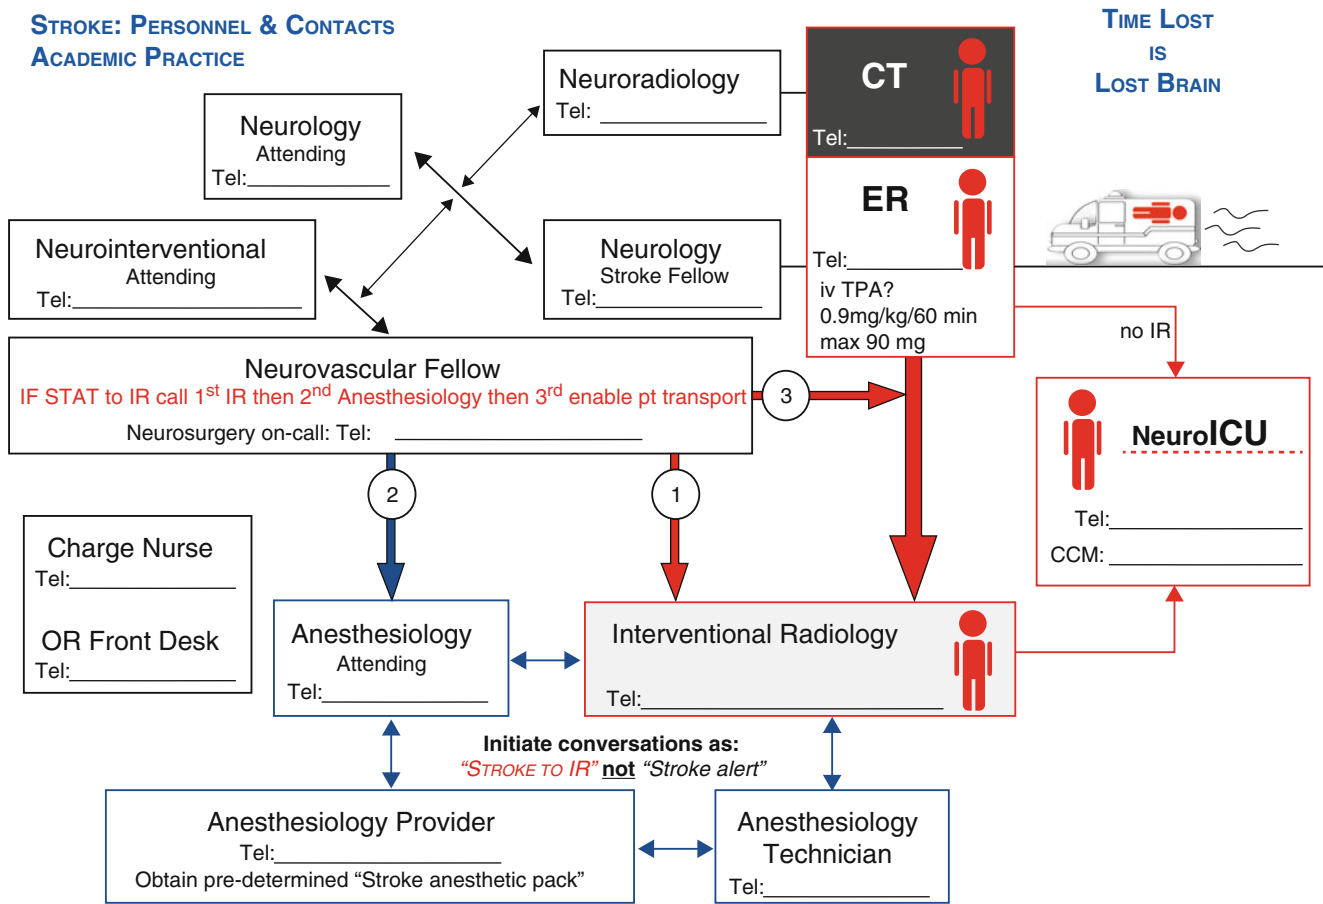 STROKE: PERSONNEL & CONTACTS
ACADEMIC PRACTICE
TIME LOST
IS
LOST BRAIN
Neuroradiology
Tel:
CT
Tel:
Neurology
Attending
Tel:
ER
Tel:
iv TPA?
0.9mg/kg/60 min
max 90 mg
Neurointerventional
Attending
Tel:
Neurology
Stroke Fellow
Tel:
no IR
Neurovascular Fellow
IF STAT to IR call 1st IR then 2nd Anesthesiology then 3rd enable pt transport
Neurosurgery on-call: Tel:
3
NeuroICU
Tel:
CCM:
2
1
Charge Nurse
Tel:
OR Front Desk
Tel:
Anesthesiology
Attending
Tel:
Interventional Radiology
Tel:
Initiate conversations as:
“STROKE TO IR” not “Stroke alert”
Anesthesiology Provider
Tel:
Obtain pre-determined “Stroke anesthetic pack”
Anesthesiology
Technician
Tel: